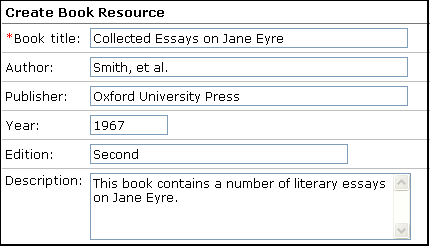 Create Book Resource
*Book title: Collected Essays on Jane Eyre
Author: Smith, et al.
Publisher: Oxford University Press
Year: 1967
Edition: Second
Description: This book contains a number of literary essays
on Jane Eyre.